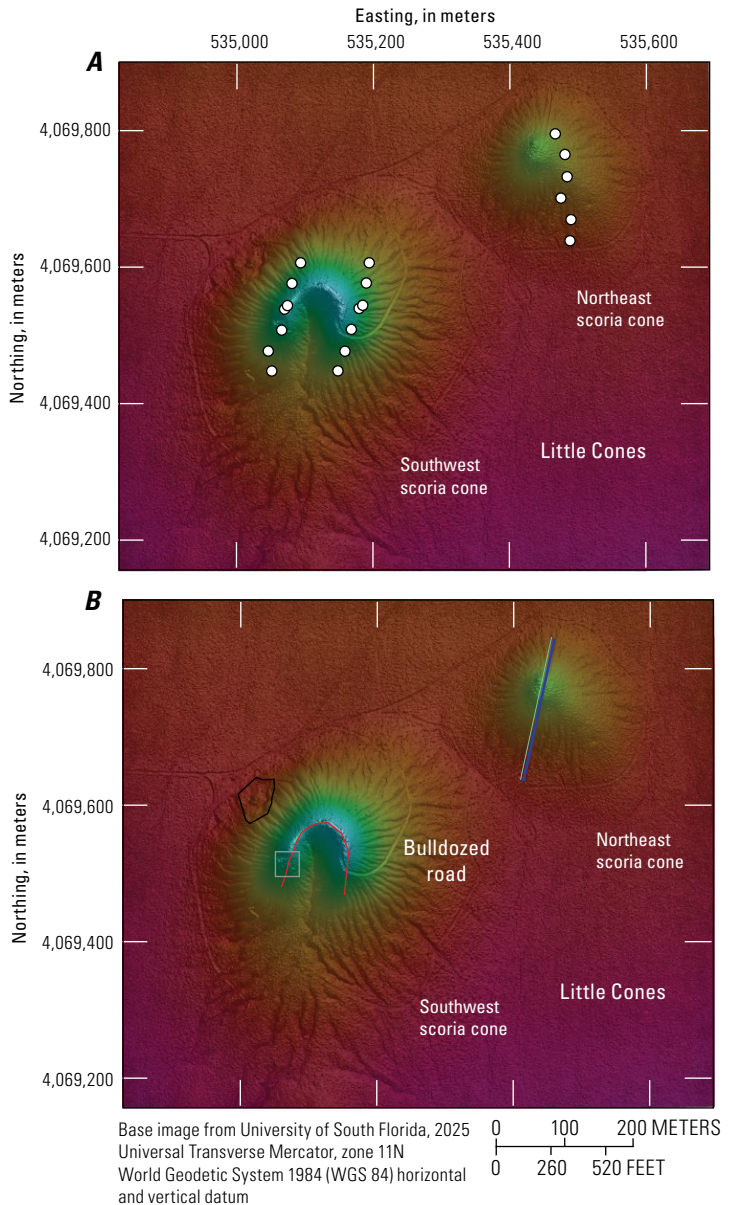 Easting, in meters
535,000 535,200 535,400 535,600
A
4,069,800
4,069,600
4,069,400
4,069,200
Northing, in meters
Northeast
scoria cone
Little Cones
Southwest
scoria cone
B
4,069,800
4,069,600
4,069,400
4,069,200
Northing, in meters
Bulldozed
road
Northeast
scoria cone
Little Cones
Southwest
scoria cone
Base image from University of South Florida, 2025
Universal Transverse Mercator, zone 11N
World Geodetic System 1984 (WGS 84) horizontal
and vertical datum
0 100 200 METERS
0 260 520 FEET